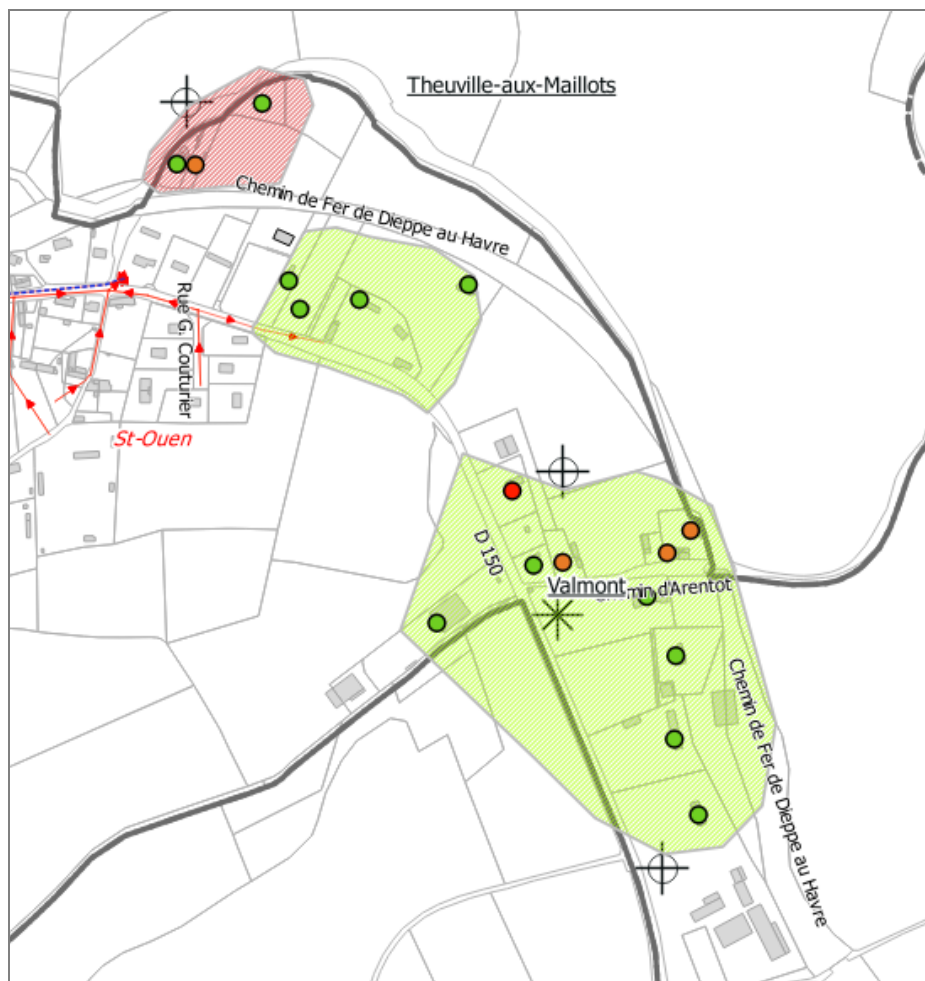 Theuville-aux-Maillots
Chemin de Fer de Dieppe au Havre
Rue G. Couturier
St-Ouen
D 150
Valmont
Chemin d'Arentot
Chemin de Fer de Dieppe au Havre